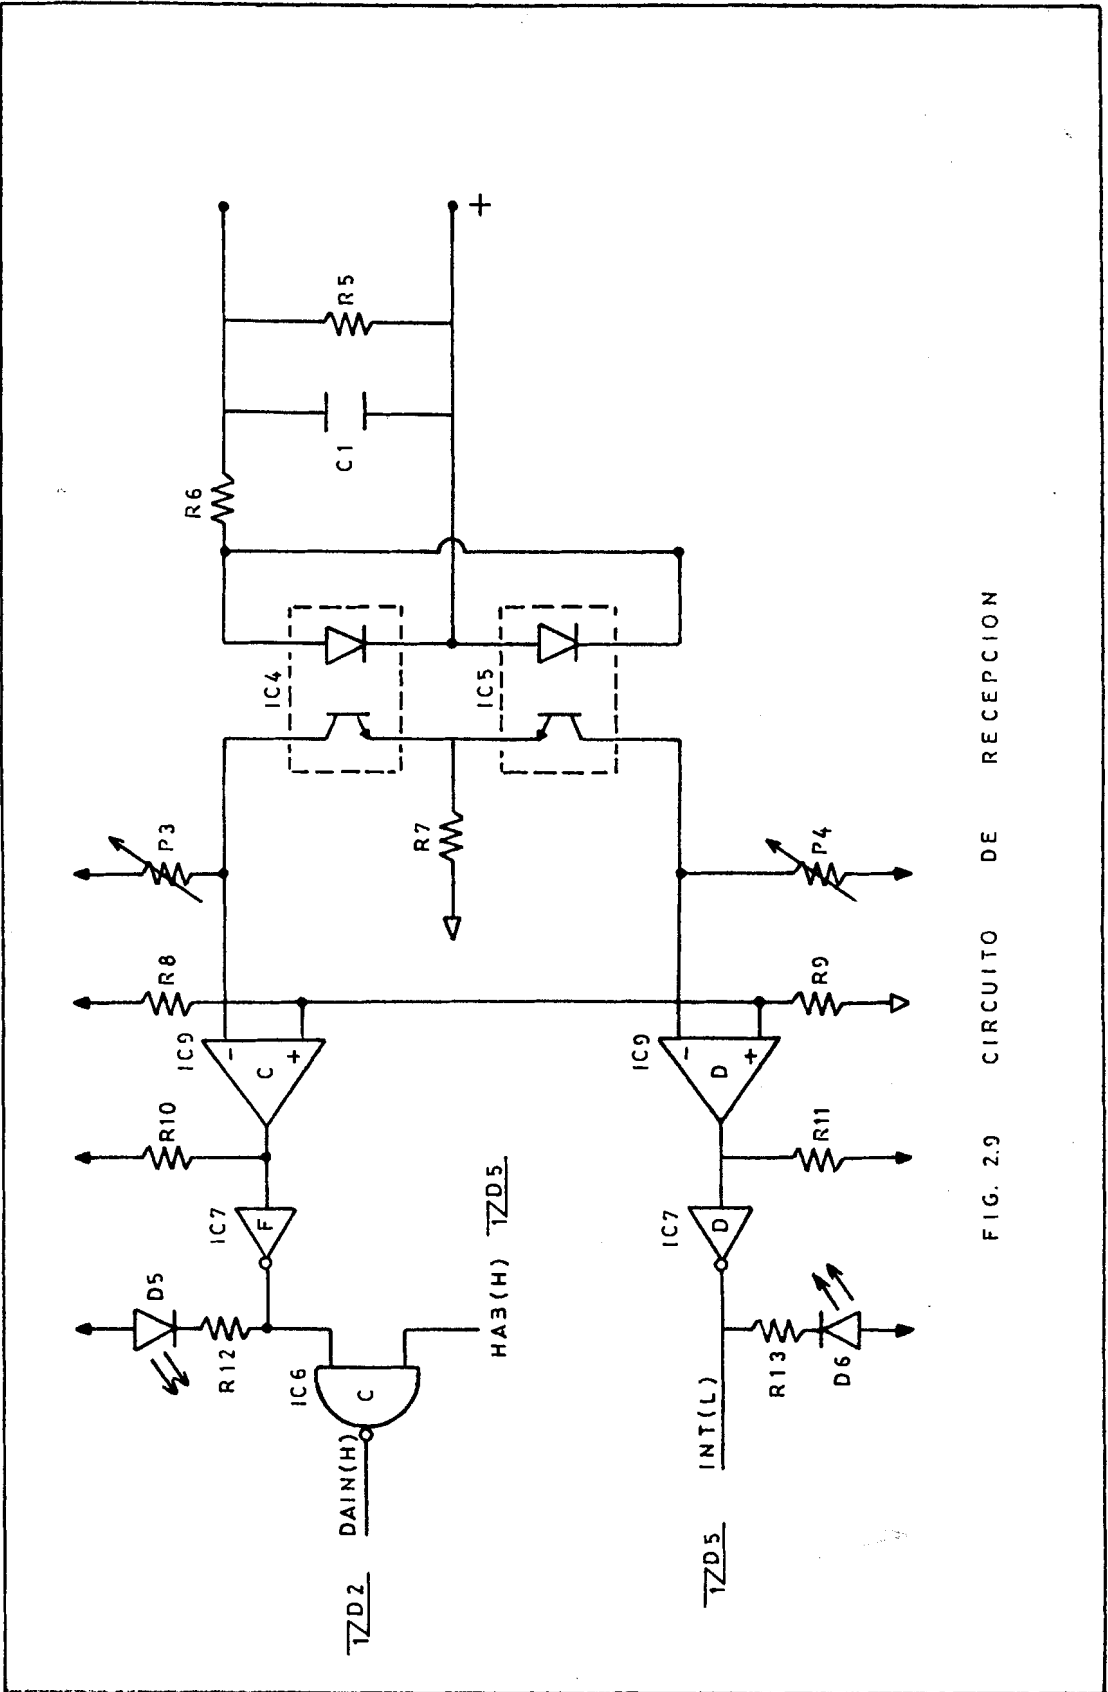 R5
C1
+
R6
IC4
IC5
P3
R7
P4
R8
R9
IC9
-
+
C
IC9
-
+
D
R10
R11
IC7
F
IC7
D
D5
R12
R13
D6
IC6
C
HA3(H) 1ZD5
DAIN(H)
1ZD2
INT(L)
1ZD5
FIG. 2.9 CIRCUITO DE RECEPCION